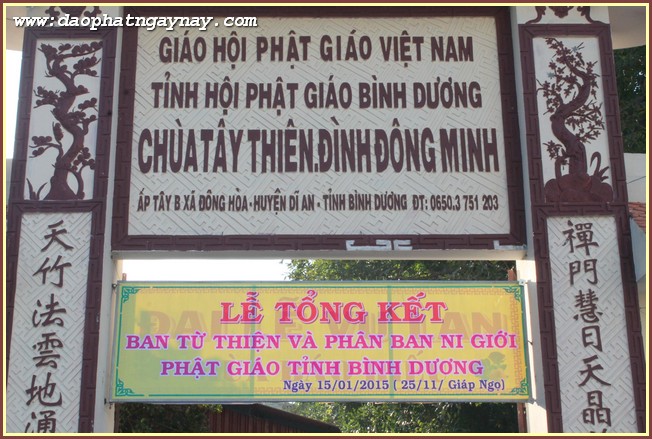 www.daophatngaynay.com
GIÁO HỘI PHẬT GIÁO VIỆT NAM
TỈNH HỘI PHẬT GIÁO BÌNH DƯƠNG
CHÙA TÂY THIÊN.ĐÌNH ĐÔNG MINH
ẤP TÂY B XÃ ĐÔNG HÒA - HUYỆN DĨ AN - TỈNH BÌNH DƯƠNG ĐT: 0650.3 751 203
天竹法雲地涌
禪門慧日天晶
LỄ TỔNG KẾT
BAN TỪ THIỆN VÀ PHÂN BAN NI GIỚI
PHẬT GIÁO TỈNH BÌNH DƯƠNG
Ngày 15/01/2015 ( 25/11/ Giáp Ngọ)